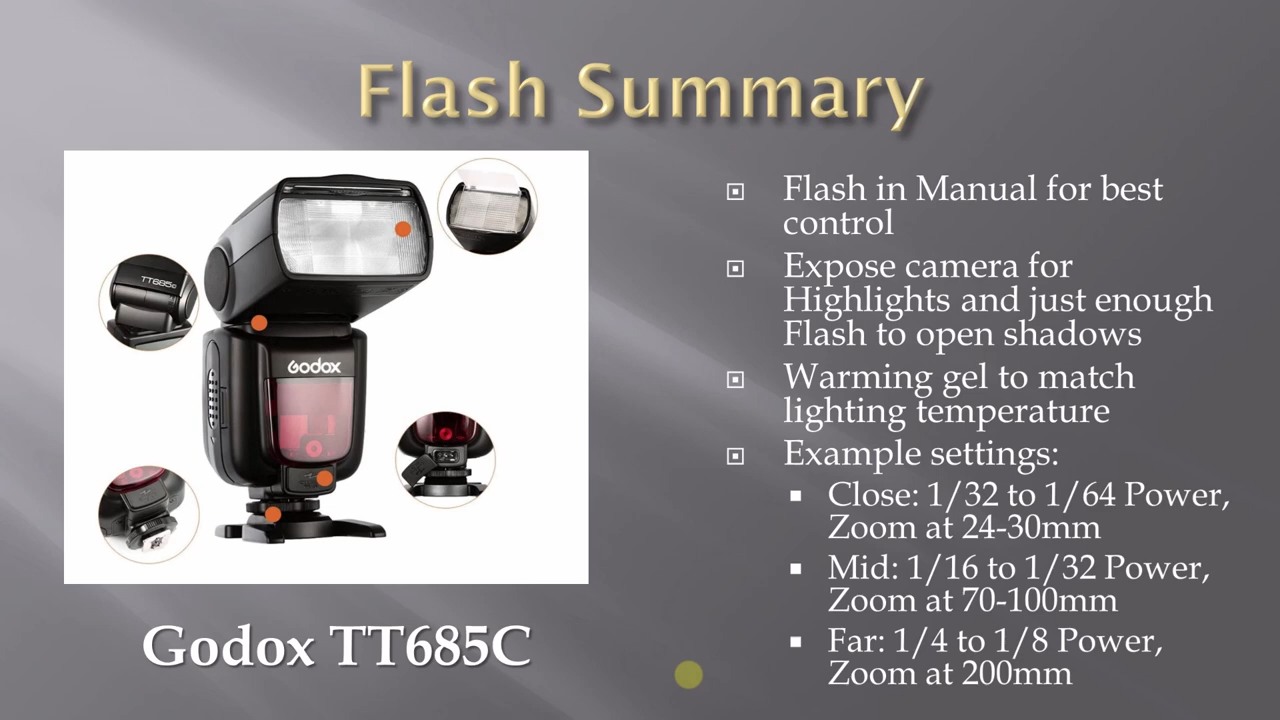 Flash Summary
TT685C
Godox
Godox TT685C
Flash in Manual for best
control
Expose camera for
Highlights and just enough
Flash to open shadows
Warming gel to match
lighting temperature
Example settings:
Close: 1/32 to 1/64 Power,
Zoom at 24-30mm
Mid: 1/16 to 1/32 Power,
Zoom at 70-100mm
Far: 1/4 to 1/8 Power,
Zoom at 200mm